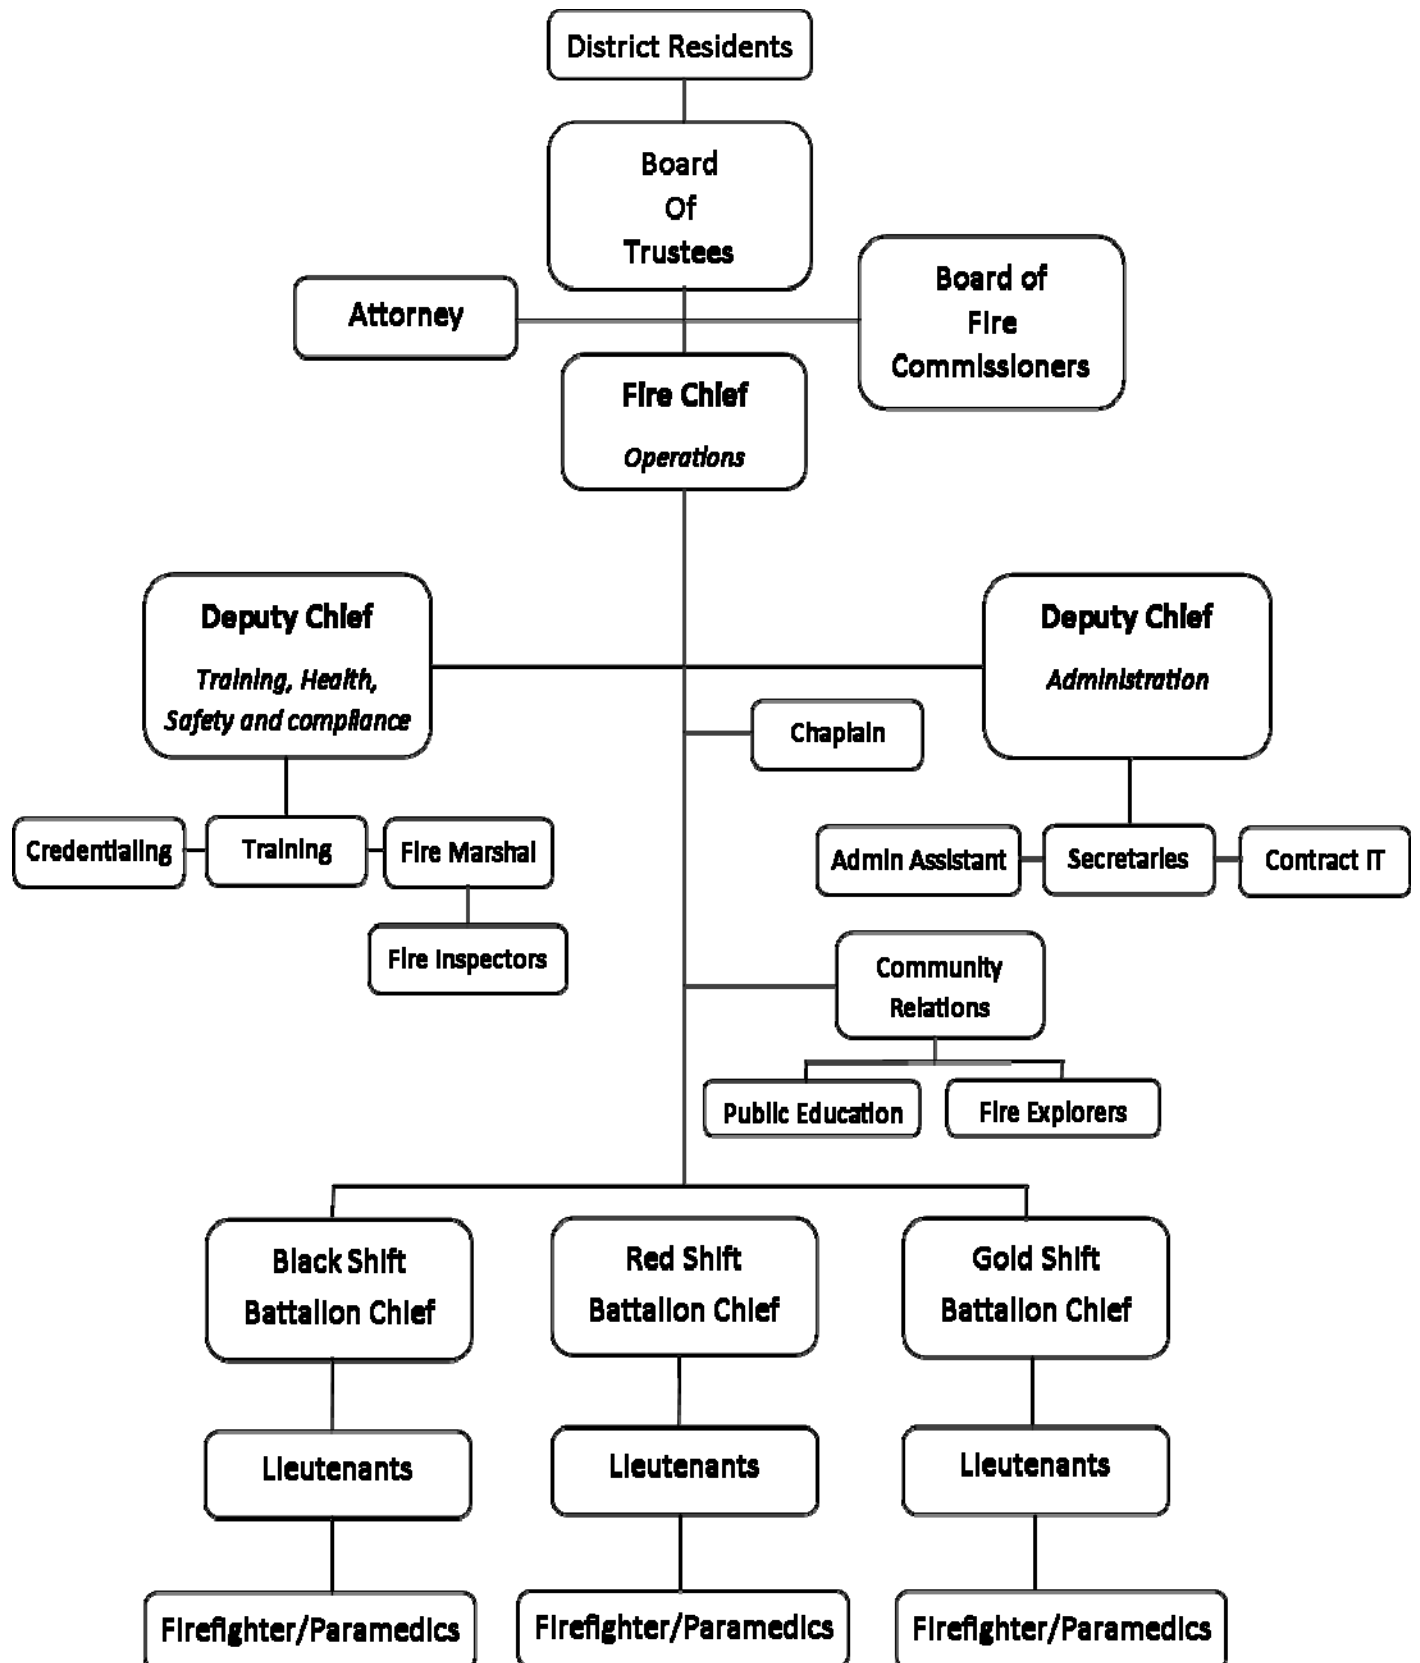 District Residents
Board
Of
Trustees
Attorney
Board of
Fire
Commissioners
Fire Chief
Operations
Deputy Chief
Training, Health,
Safety and compliance
Deputy Chief
Administration
Chaplain
Credentialing
Training
Fire Marshal
Admin Assistant
Secretaries
Contract IT
Fire Inspectors
Community
Relations
Public Education
Fire Explorers
Black Shift
Battalion Chief
Red Shift
Battalion Chief
Gold Shift
Battalion Chief
Lieutenants
Lieutenants
Lieutenants
Firefighter/Paramedics
Firefighter/Paramedics
Firefighter/Paramedics